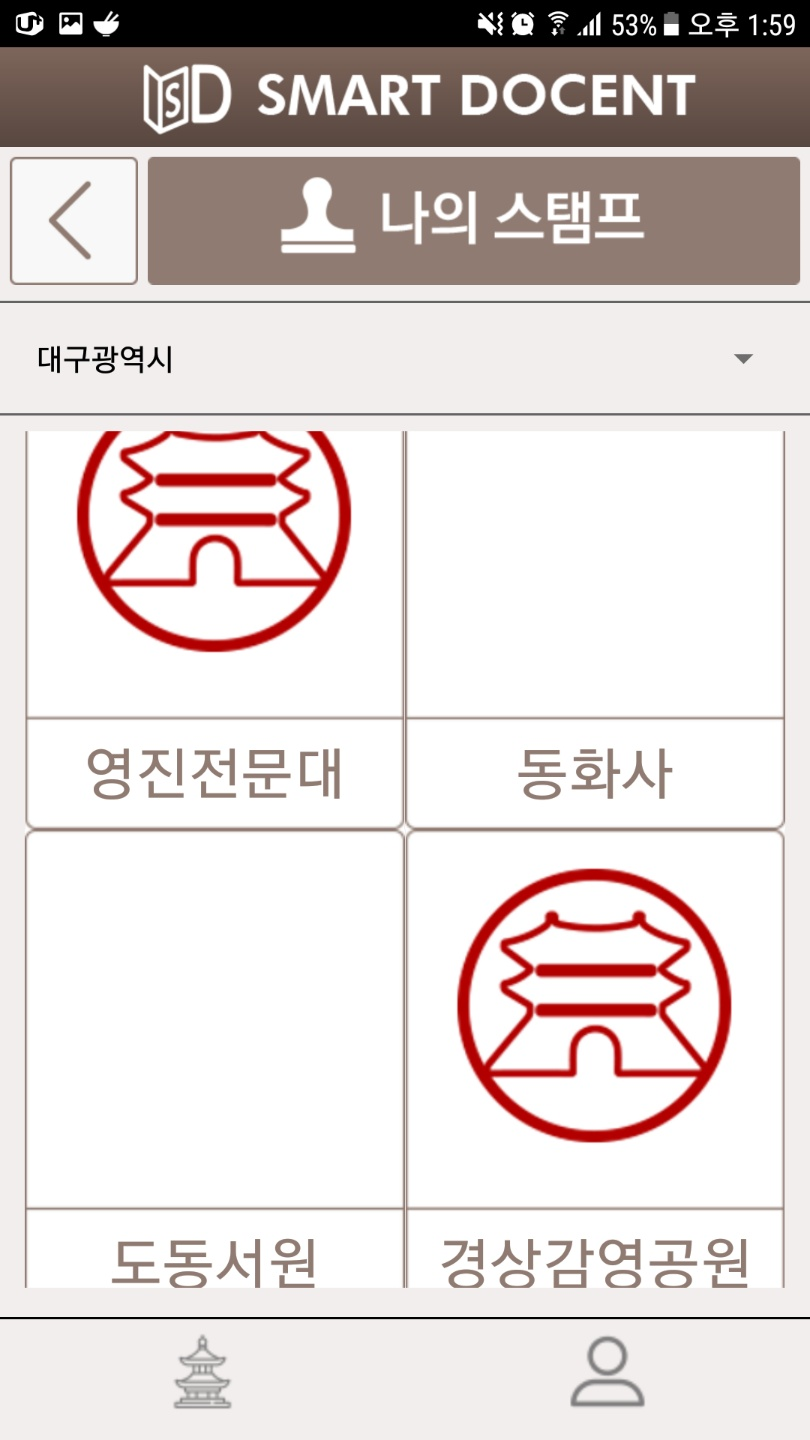 53% 오후 1:59
SD SMART DOCENT
나의 스탬프
대구광역시
영진전문대 동화사
도동서원 경상감영공원